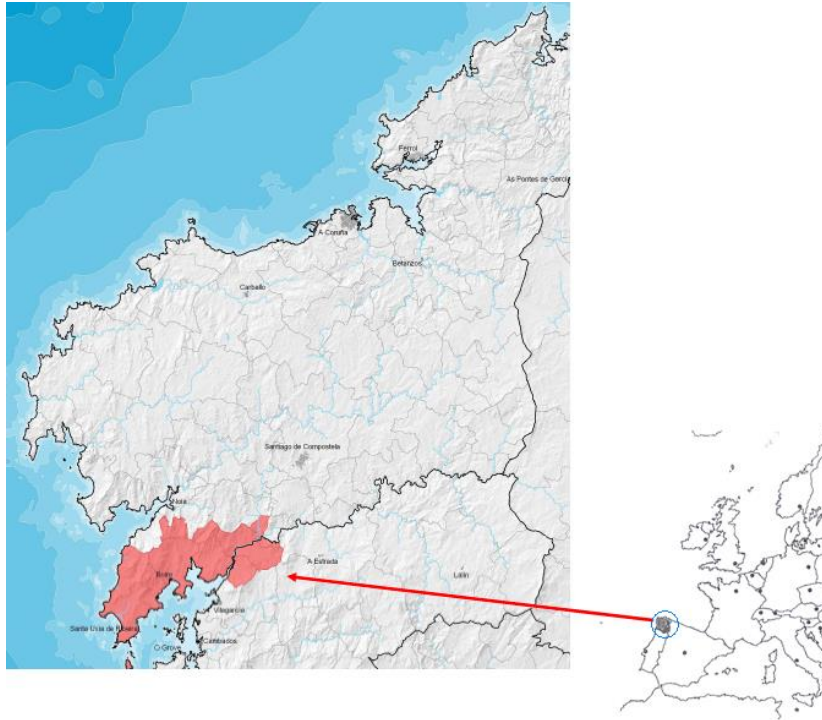 Ferrol
As Pontes de García
A Coruña
Betanzos
Carballo
Santiago de Compostela
Noia
A Estrada
Boiro
Lalín
Vilagarcía
Santa Uxía de Ribeira
Cambados
O Grove